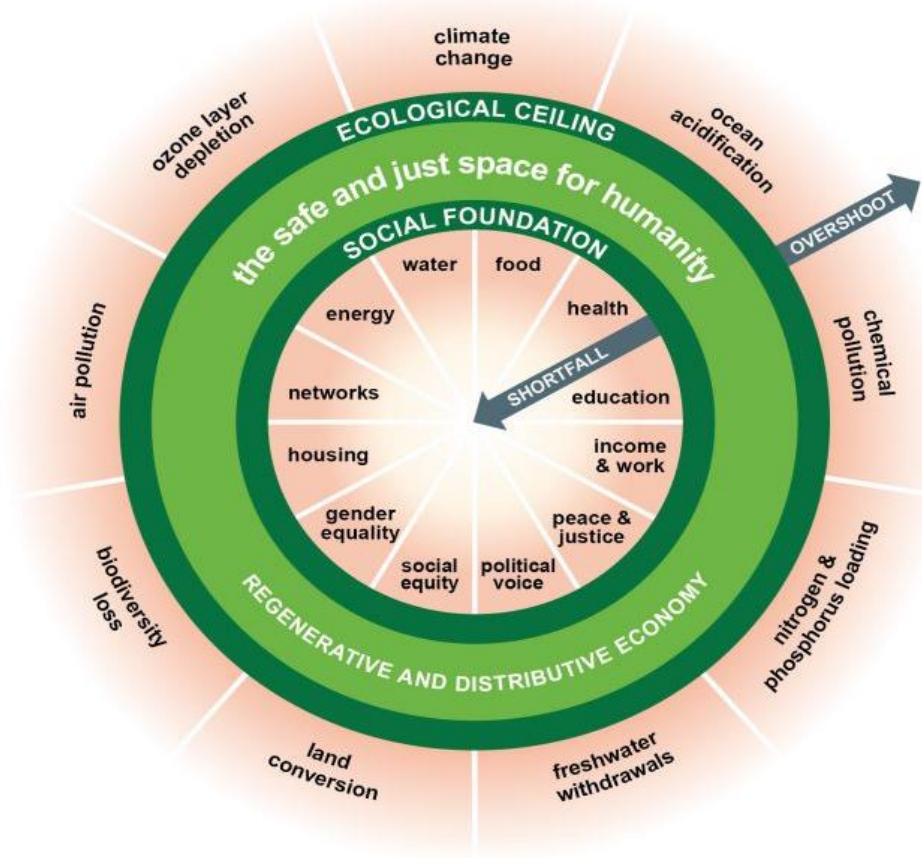 climate
change
ocean
acidification
chemical
pollution
nitrogen &
phosphorus loading
freshwater
withdrawals
land
conversion
biodiversity
loss
air pollution
ozone layer
depletion
ECOLOGICAL CEILING
OVERSHOOT
the safe and just space for humanity
SOCIAL FOUNDATION
water
food
health
SHORTFALL
education
income
& work
peace &
justice
political
voice
social
equity
gender
equality
housing
networks
energy
REGENERATIVE AND DISTRIBUTIVE ECONOMY